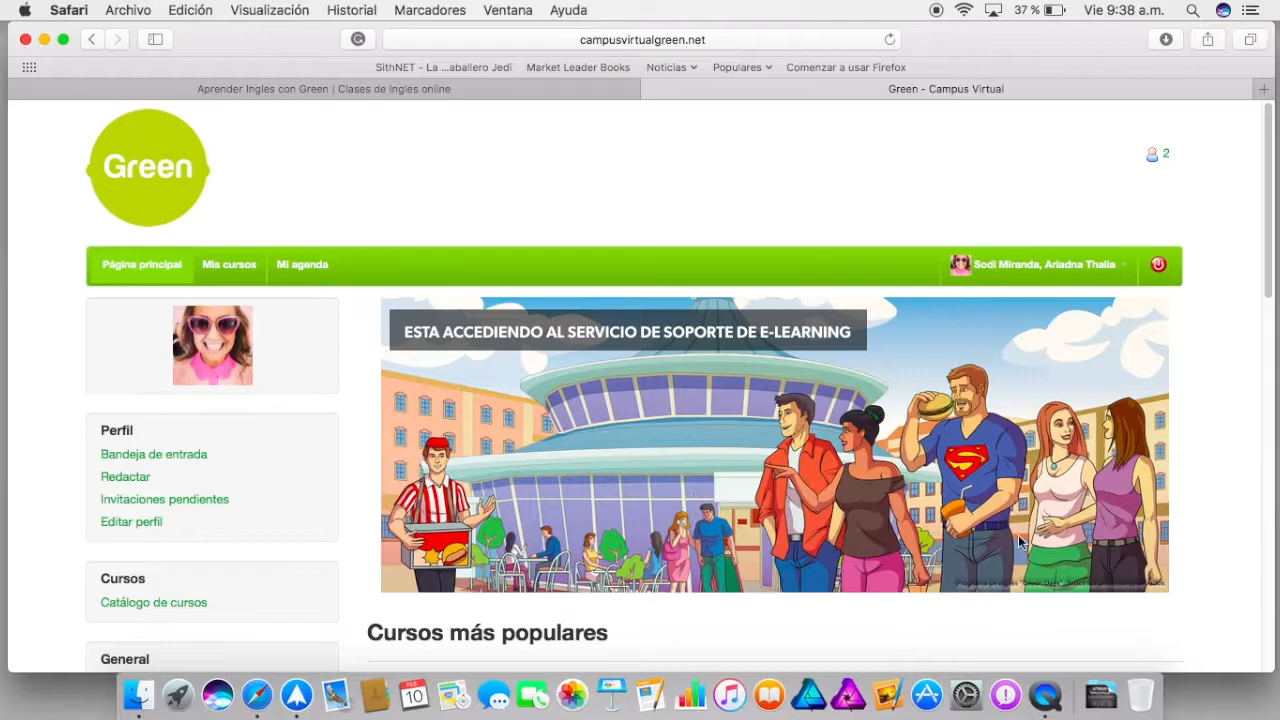 Safari Archivo Edición Visualización Historial Marcadores Ventana Ayuda 37 % Vie 9:38 a.m.
campusvirtualgreen.net
SithNET - La ...aballero Jedi Market Leader Books Noticias Populares Comenzar a usar Firefox
Aprender Ingles con Green | Clases de Ingles online Green - Campus Virtual
Green
2
Página principal Mis cursos Mi agenda Sodi Miranda, Ariadna Thalia
ESTA ACCEDIENDO AL SERVICIO DE SOPORTE DE E-LEARNING
Perfil
Bandeja de entrada
Redactar
Invitaciones pendientes
Editar perfil
Cursos
Catálogo de cursos
General
Cursos más populares
FEB
10